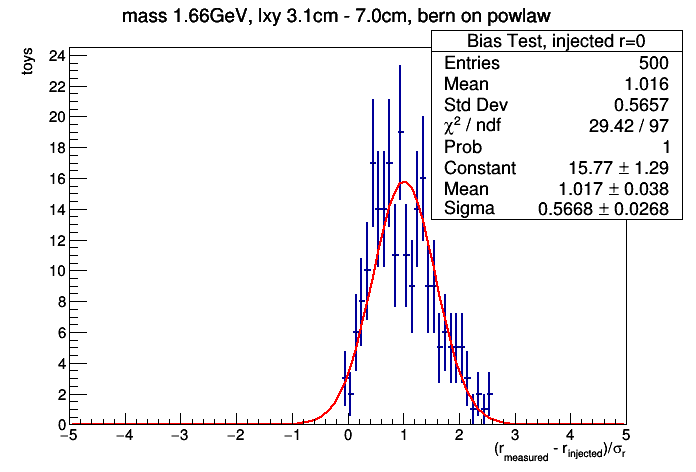 mass 1.66GeV, lxy 3.1cm - 7.0cm, bern on powlaw
Bias Test, injected r=0
Entries 500
Mean 1.016
Std Dev 0.5657
χ² / ndf 29.42 / 97
Prob 1
Constant 15.77 ± 1.29
Mean 1.017 ± 0.038
Sigma 0.5668 ± 0.0268
toys
24
22
20
18
16
14
12
10
8
6
4
2
0
−5 −4 −3 −2 −1 0 1 2 3 4 5
(r_measured - r_injected)/σ_r